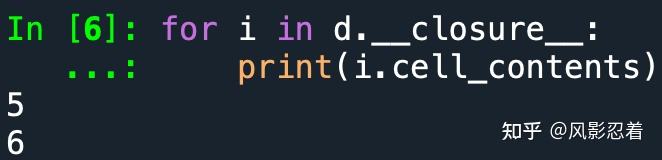 In [6]: for i in d.__closure__:
   ...:     print(i.cell_contents)
5
6
知乎 @风影忍着